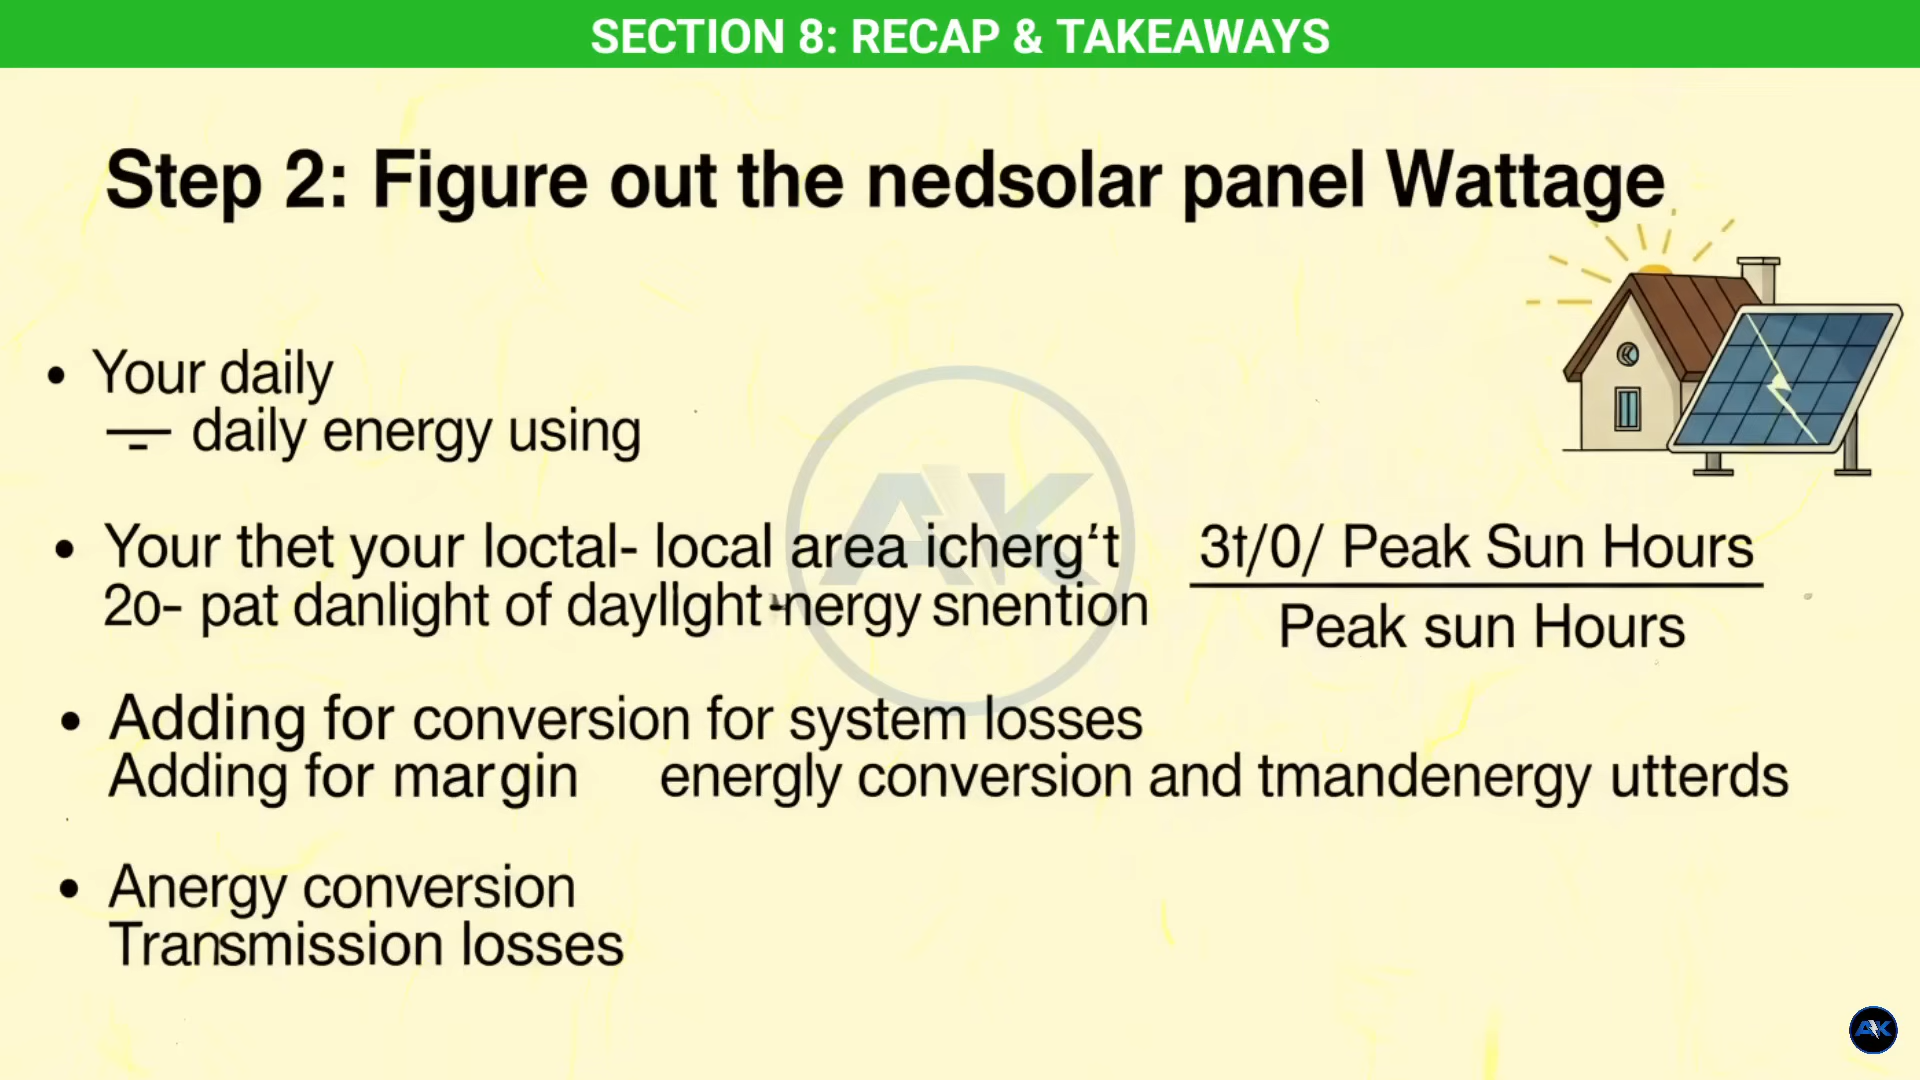 SECTION 8: RECAP & TAKEAWAYS
Step 2: Figure out the nedsolar panel Wattage
• Your daily
daily energy using
• Your thet your loctal- local area icherg't
2o- pat danlight of dayllght-nergy snention
3t/0/ Peak Sun Hours
Peak sun Hours
• Adding for conversion for system losses
Adding for margin energly conversion and tmandenergy utterds
• Anergy conversion
Transmission losses
AK
AK